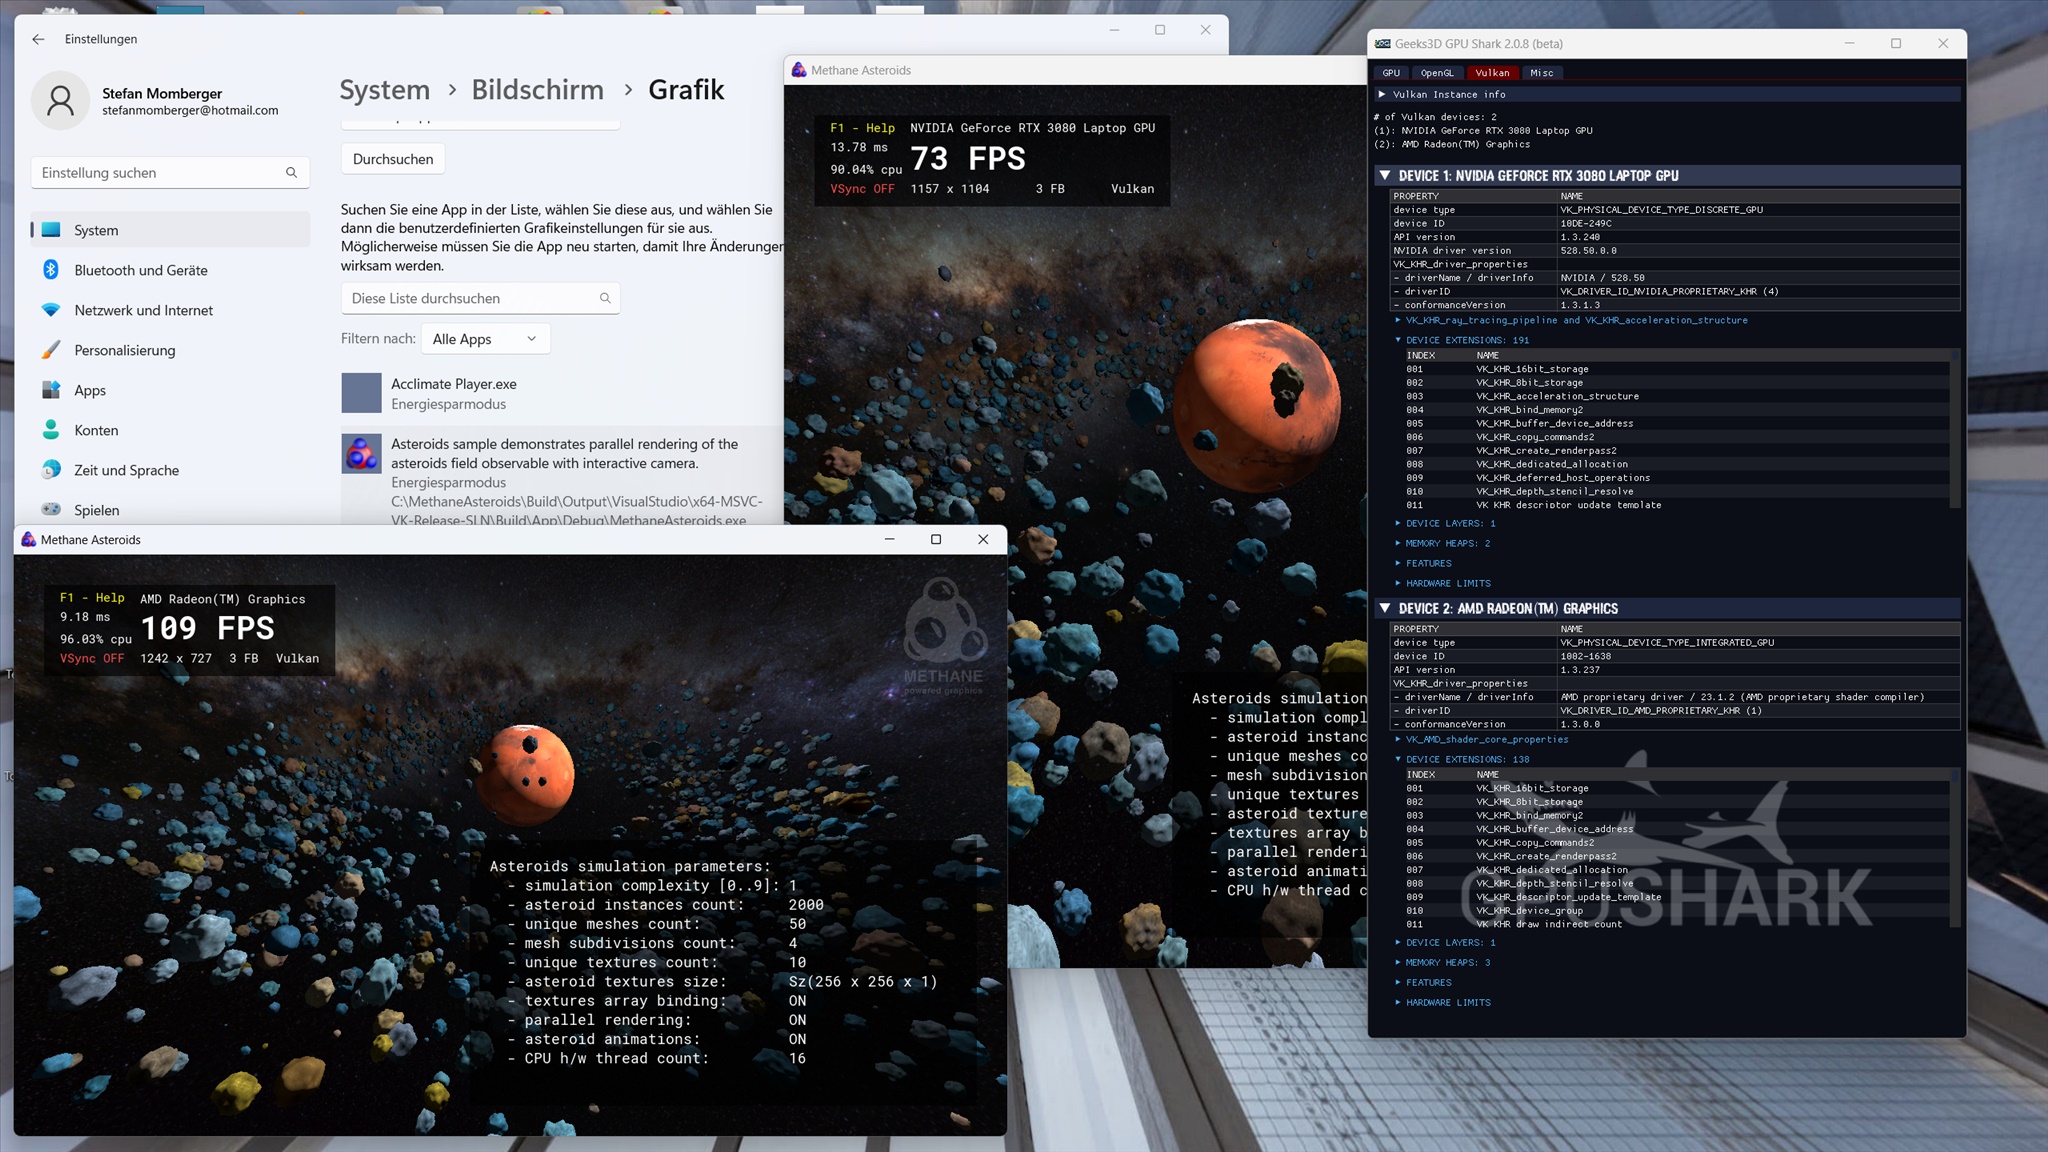 Einstellungen
Stefan Momberger
stefanmomberger@hotmail.com
Einstellung suchen
System
Bluetooth und Geräte
Netzwerk und Internet
Personalisierung
Apps
Konten
Zeit und Sprache
Spielen
System > Bildschirm > Grafik
Durchsuchen
Suchen Sie eine App in der Liste, wählen Sie diese aus, und wählen Sie
dann die benutzerdefinierten Grafikeinstellungen für sie aus.
Möglicherweise müssen Sie die App neu starten, damit Ihre Änderungen
wirksam werden.
Diese Liste durchsuchen
Filtern nach: Alle Apps
Acclimate Player.exe
Energiesparmodus
Asteroids sample demonstrates parallel rendering of the
asteroids field observable with interactive camera.
Energiesparmodus
C:\MethaneAsteroids\Build\Output\VisualStudio\x64-MSVC-
VK-Release-SLN\Build\App\Debug\MethaneAsteroids.exe
Methane Asteroids
F1 - Help NVIDIA GeForce RTX 3080 Laptop GPU
13.78 ms
73 FPS
90.04% cpu
VSync OFF 1157 x 1104 3 FB Vulkan
Asteroids simulation
- simulation compl
- asteroid instanc
- unique meshes co
- mesh subdivision
- unique textures
- asteroid texture
- textures array b
- parallel renderi
- asteroid animati
- CPU h/w thread c
Methane Asteroids
F1 - Help AMD Radeon(TM) Graphics
9.18 ms
109 FPS
96.03% cpu
VSync OFF 1242 x 727 3 FB Vulkan
METHANE
powered graphics
Asteroids simulation parameters:
- simulation complexity [0..9]: 1
- asteroid instances count: 2000
- unique meshes count: 50
- mesh subdivisions count: 4
- unique textures count: 10
- asteroid textures size: Sz(256 x 256 x 1)
- textures array binding: ON
- parallel rendering: ON
- asteroid animations: ON
- CPU h/w thread count: 16
Geeks3D GPU Shark 2.0.8 (beta)
GPU OpenGL Vulkan Misc
Vulkan Instance info
# of Vulkan devices: 2
(1): NVIDIA GeForce RTX 3080 Laptop GPU
(2): AMD Radeon(TM) Graphics
DEVICE 1: NVIDIA GEFORCE RTX 3080 LAPTOP GPU
PROPERTY NAME
device type VK_PHYSICAL_DEVICE_TYPE_DISCRETE_GPU
device ID 10DE-249C
API version 1.3.240
NVIDIA driver version 528.50.0.0
VK_KHR_driver_properties
- driverName / driverInfo NVIDIA / 528.50
- driverID VK_DRIVER_ID_NVIDIA_PROPRIETARY_KHR (4)
- conformanceVersion 1.3.1.3
VK_KHR_ray_tracing_pipeline and VK_KHR_acceleration_structure
DEVICE EXTENSIONS: 191
INDEX NAME
001 VK_KHR_16bit_storage
002 VK_KHR_8bit_storage
003 VK_KHR_acceleration_structure
004 VK_KHR_bind_memory2
005 VK_KHR_buffer_device_address
006 VK_KHR_copy_commands2
007 VK_KHR_create_renderpass2
008 VK_KHR_dedicated_allocation
009 VK_KHR_deferred_host_operations
010 VK_KHR_depth_stencil_resolve
011 VK_KHR_descriptor_update_template
DEVICE LAYERS: 1
MEMORY HEAPS: 2
FEATURES
HARDWARE LIMITS
DEVICE 2: AMD RADEON(TM) GRAPHICS
PROPERTY NAME
device type VK_PHYSICAL_DEVICE_TYPE_INTEGRATED_GPU
device ID 1002-1638
API version 1.3.237
VK_KHR_driver_properties
- driverName / driverInfo AMD proprietary driver / 23.1.2 (AMD proprietary shader compiler)
- driverID VK_DRIVER_ID_AMD_PROPRIETARY_KHR (1)
- conformanceVersion 1.3.0.0
VK_AMD_shader_core_properties
DEVICE EXTENSIONS: 138
INDEX NAME
001 VK_KHR_16bit_storage
002 VK_KHR_8bit_storage
003 VK_KHR_bind_memory2
004 VK_KHR_buffer_device_address
005 VK_KHR_copy_commands2
006 VK_KHR_create_renderpass2
007 VK_KHR_dedicated_allocation
008 VK_KHR_depth_stencil_resolve
009 VK_KHR_descriptor_update_template
010 VK_KHR_device_group
011 VK_KHR_draw_indirect_count
GPUSHARK
DEVICE LAYERS: 1
MEMORY HEAPS: 3
FEATURES
HARDWARE LIMITS